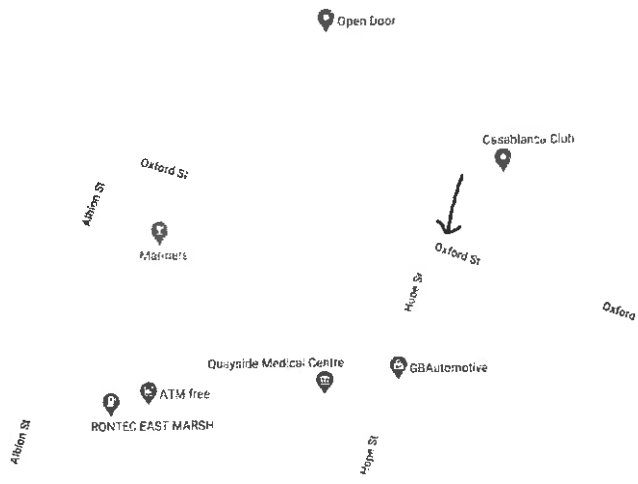 Open Door
Casablanca Club
Oxford St
Albion St
Mariners
Oxford St
Hope St
Oxford
Quayside Medical Centre
GBAutomotive
ATM free
RONTEC EAST MARSH
Albion St
Hope St